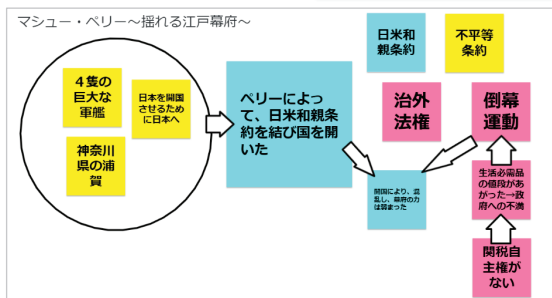 マシュー・ペリー～揺れる江戸幕府～
４隻の
巨大な
軍艦
日本を開国
させるため
に日本へ
神奈川
県の浦
賀
ペリーによっ
て、日米和親条
約を結び国を開
いた
日米和
親条約
不平等
条約
治外
法権
倒幕
運動
開国により、混
乱し、幕府の力
は弱まった
生活必需品
の値段があ
がった→政
府への不満
関税自
主権が
ない